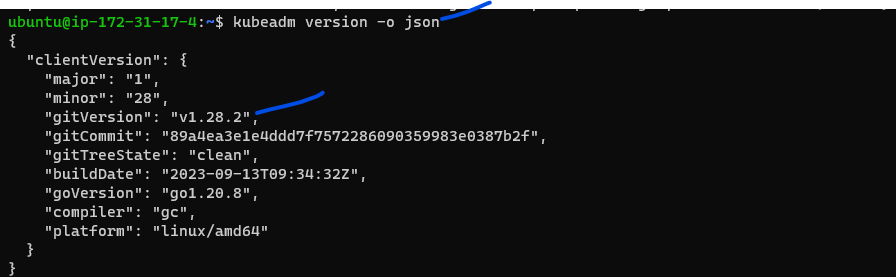 ubuntu@ip-172-31-17-4:~$ kubeadm version -o json
{
  "clientVersion": {
    "major": "1",
    "minor": "28",
    "gitVersion": "v1.28.2",
    "gitCommit": "89a4ea3e1e4ddd7f7572286090359983e0387b2f",
    "gitTreeState": "clean",
    "buildDate": "2023-09-13T09:34:32Z",
    "goVersion": "go1.20.8",
    "compiler": "gc",
    "platform": "linux/amd64"
  }
}